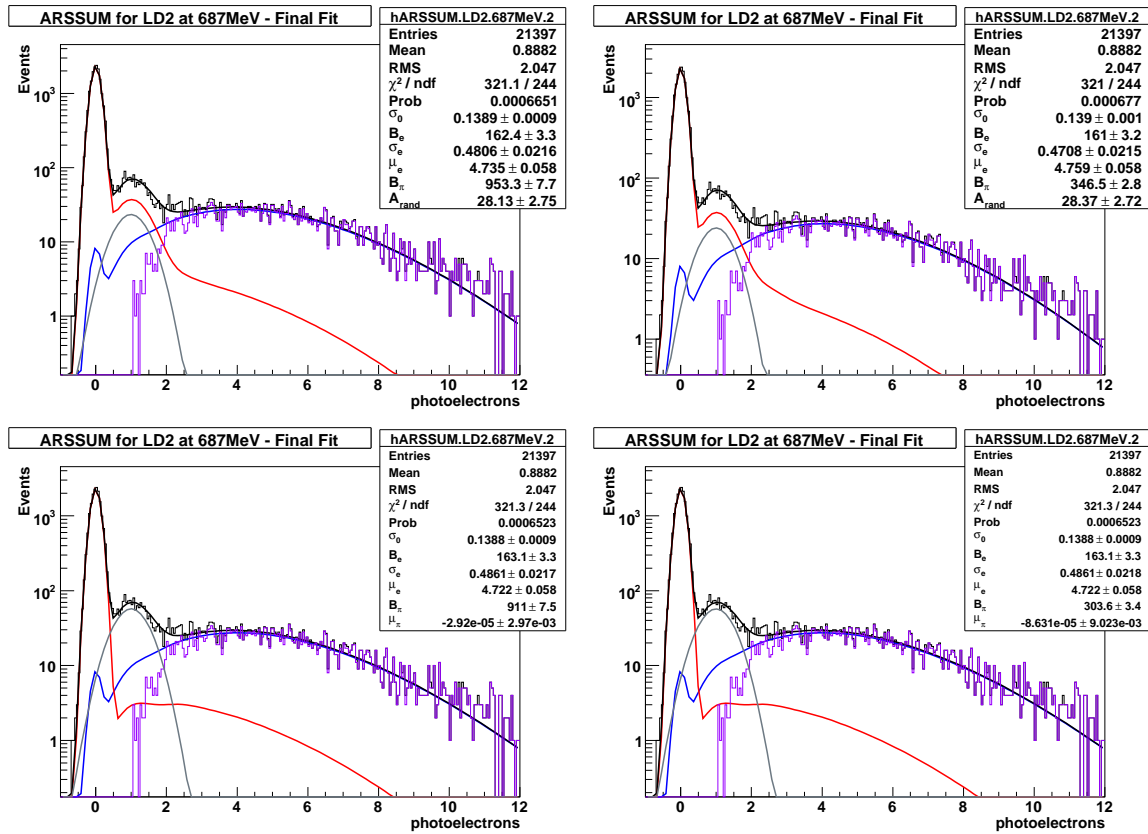 ARSSUM for LD2 at 687MeV - Final Fit
hARSSUM.LD2.687MeV.2
Entries 21397
Mean 0.8882
RMS 2.047
χ² / ndf 321.1 / 244
Prob 0.0006651
σ₀ 0.1389 ± 0.0009
Bₑ 162.4 ± 3.3
σₑ 0.4806 ± 0.0216
μₑ 4.735 ± 0.058
B_π 953.3 ± 7.7
A_rand 28.13 ± 2.75
Events
10³
10²
10
1
0 2 4 6 8 10 12
photoelectrons
ARSSUM for LD2 at 687MeV - Final Fit
hARSSUM.LD2.687MeV.2
Entries 21397
Mean 0.8882
RMS 2.047
χ² / ndf 321 / 244
Prob 0.000677
σ₀ 0.139 ± 0.001
Bₑ 161 ± 3.2
σₑ 0.4708 ± 0.0215
μₑ 4.759 ± 0.058
B_π 346.5 ± 2.8
A_rand 28.37 ± 2.72
Events
10³
10²
10
1
0 2 4 6 8 10 12
photoelectrons
ARSSUM for LD2 at 687MeV - Final Fit
hARSSUM.LD2.687MeV.2
Entries 21397
Mean 0.8882
RMS 2.047
χ² / ndf 321.3 / 244
Prob 0.0006523
σ₀ 0.1388 ± 0.0009
Bₑ 163.1 ± 3.3
σₑ 0.4861 ± 0.0217
μₑ 4.722 ± 0.058
B_π 911 ± 7.5
μ_π -2.92e-05 ± 2.97e-03
Events
10³
10²
10
1
0 2 4 6 8 10 12
photoelectrons
ARSSUM for LD2 at 687MeV - Final Fit
hARSSUM.LD2.687MeV.2
Entries 21397
Mean 0.8882
RMS 2.047
χ² / ndf 321.3 / 244
Prob 0.0006523
σ₀ 0.1388 ± 0.0009
Bₑ 163.1 ± 3.3
σₑ 0.4861 ± 0.0218
μₑ 4.722 ± 0.058
B_π 303.6 ± 3.4
μ_π -8.631e-05 ± 9.023e-03
Events
10³
10²
10
1
0 2 4 6 8 10 12
photoelectrons